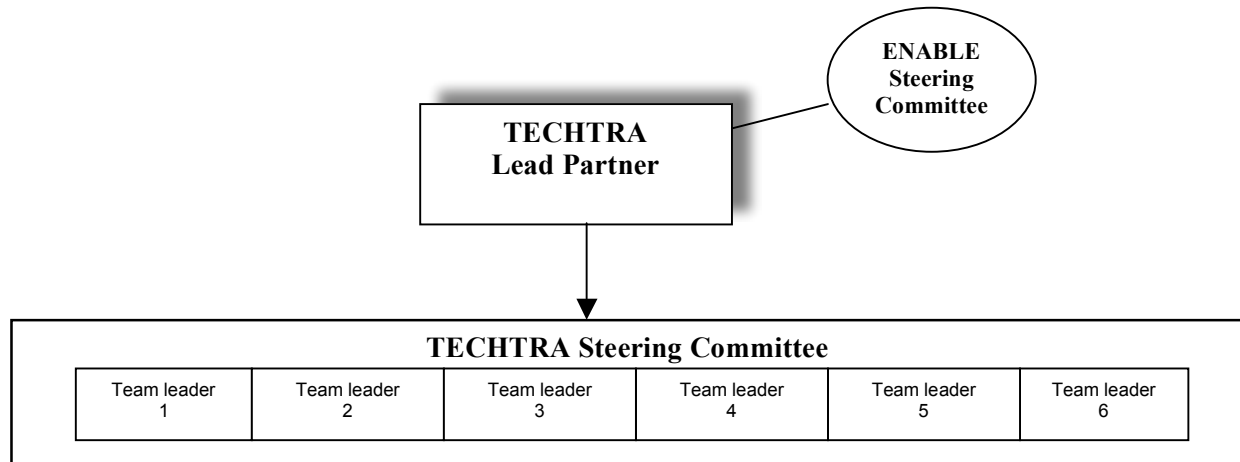 ENABLE
Steering
Committee
TECHTRA
Lead Partner
TECHTRA Steering Committee
Team leader
1
Team leader
2
Team leader
3
Team leader
4
Team leader
5
Team leader
6